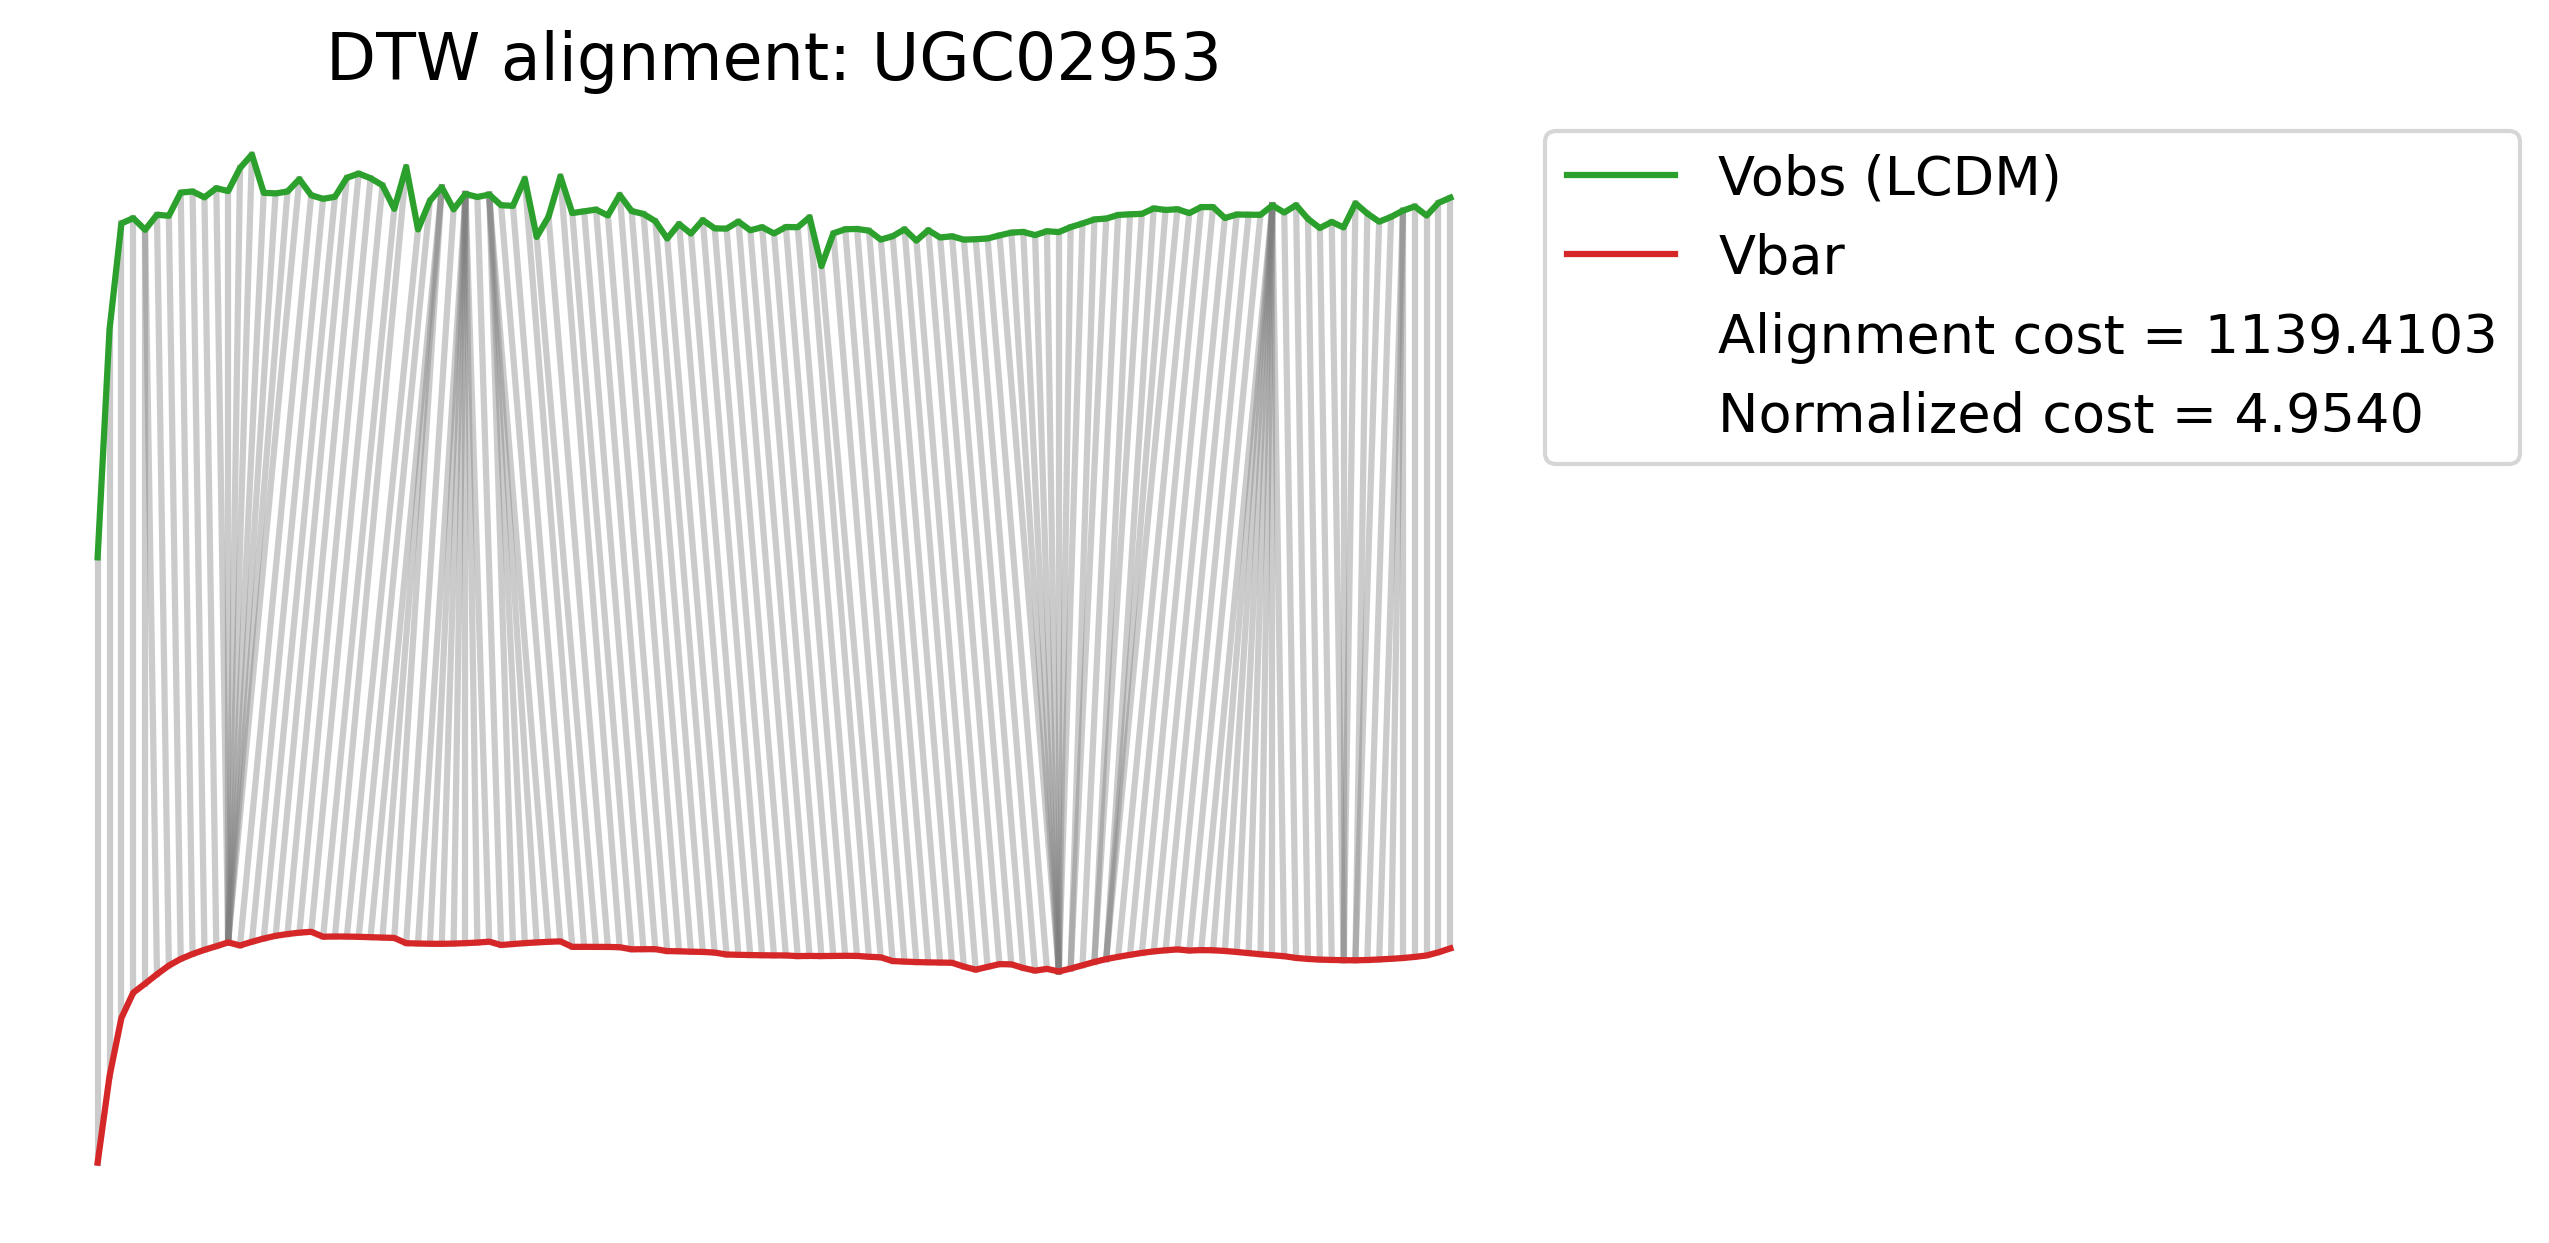 DTW alignment: UGC02953
Vobs (LCDM)
Vbar
Alignment cost = 1139.4103
Normalized cost = 4.9540